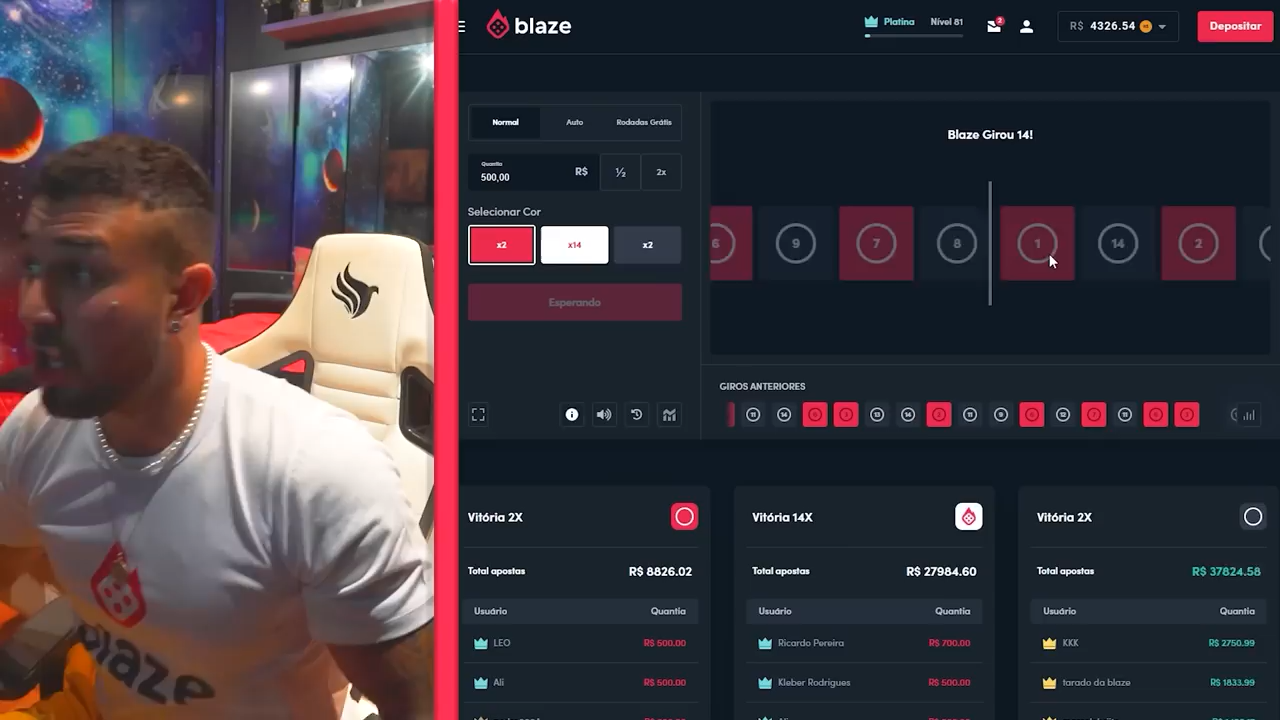 blaze
Platina Nível 81
2
R$ 4326.54
Depositar
Normal Auto Rodadas Grátis
Blaze Girou 14!
Quantia
500,00 R$ ½ 2x
Selecionar Cor
x2 x14 x2
6 9 7 8 1 14 2
Esperando
GIROS ANTERIORES
Vitória 2X
Total apostas R$ 8826.02
Usuário Quantia
LEO R$ 500.00
Ali R$ 500.00
Vitória 14X
Total apostas R$ 27984.60
Usuário Quantia
Ricardo Pereira R$ 700.00
Kleber Rodrigues R$ 500.00
Vitória 2X
Total apostas R$ 37824.58
Usuário Quantia
KKK R$ 2750.99
tarado da blaze R$ 1833.99
blaze